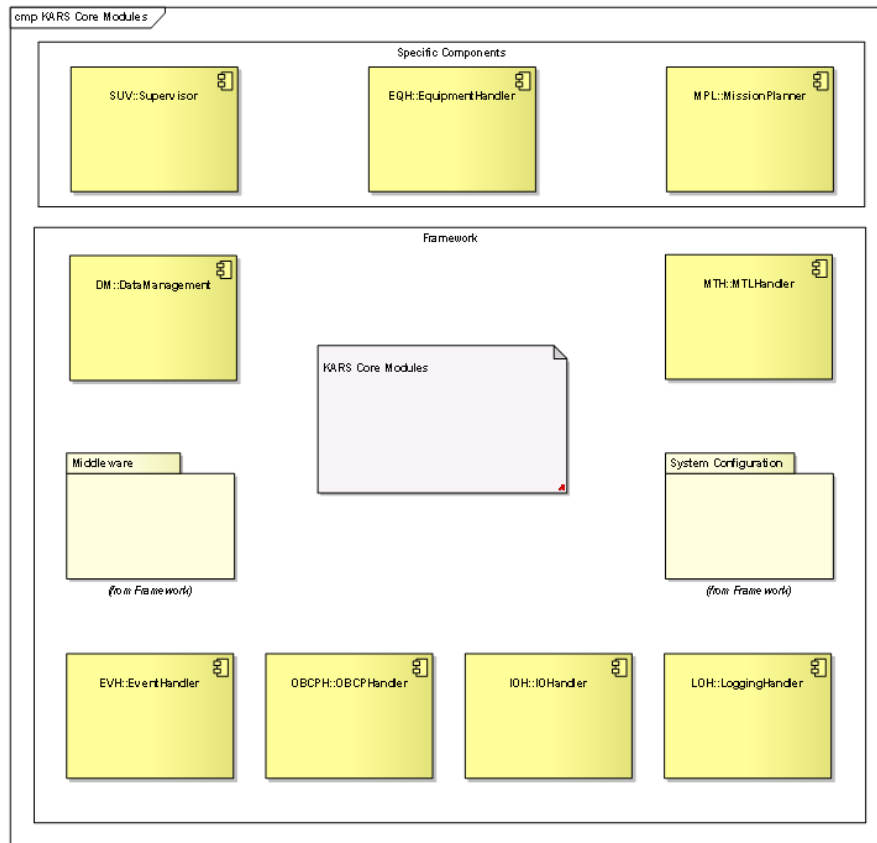 cmp KARS Core Modules
Specific Components
SUV::Supervisor
EQH::EquipmentHandler
MPL::MissionPlanner
Framework
DM::DataManagement
MTH::MTLHandler
KARS Core Modules
Middleware
System Configuration
(from Framework)
(from Framework)
EVH::EventHandler
OBCPH::OBCPHandler
IOH::IOHandler
LOH::LoggingHandler